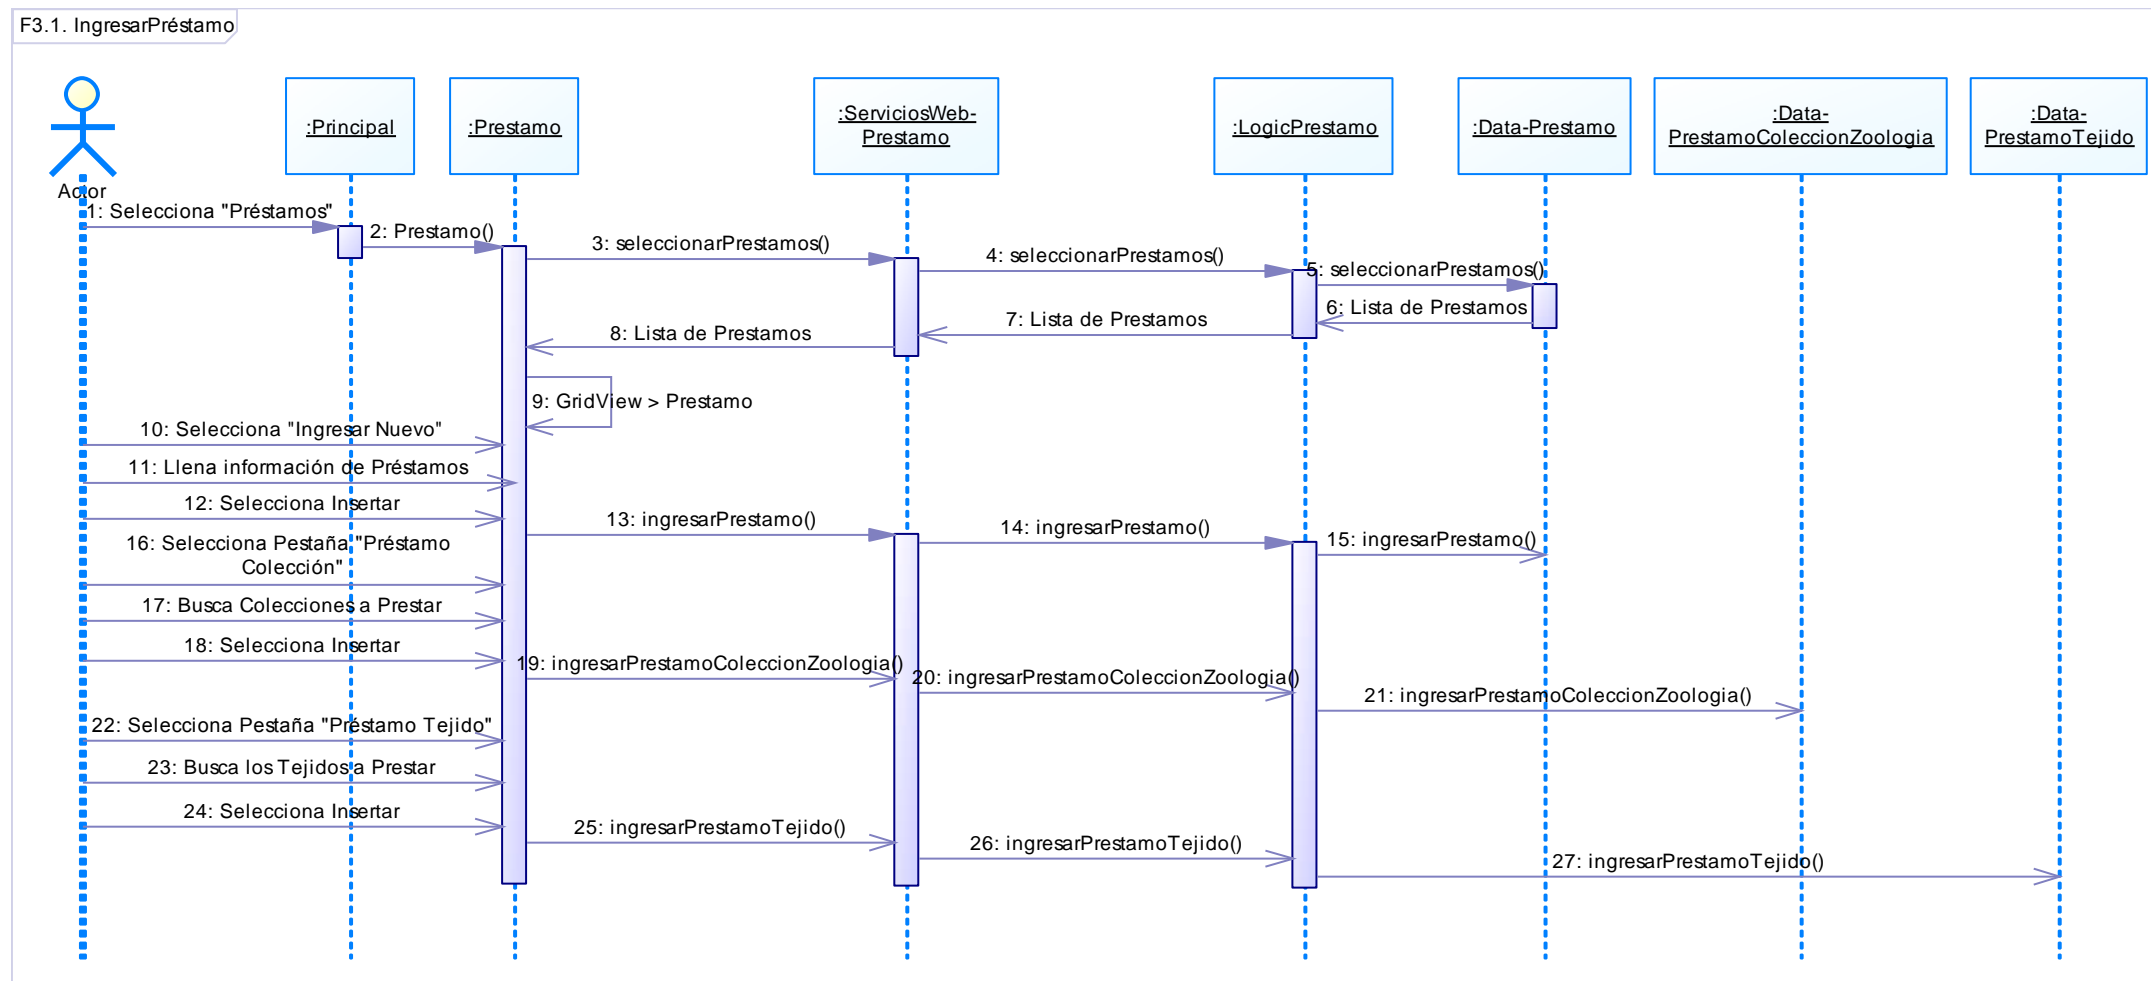 F3.1. IngresarPréstamo
Actor
:Principal
:Prestamo
:ServiciosWeb-
Prestamo
:LogicPrestamo
:Data-Prestamo
:Data-
PrestamoColeccionZoologia
:Data-
PrestamoTejido
1: Selecciona "Préstamos"
2: Prestamo()
3: seleccionarPrestamos()
4: seleccionarPrestamos()
5: seleccionarPrestamos()
6: Lista de Prestamos
7: Lista de Prestamos
8: Lista de Prestamos
9: GridView > Prestamo
10: Selecciona "Ingresar Nuevo"
11: Llena información de Préstamos
12: Selecciona Insertar
13: ingresarPrestamo()
14: ingresarPrestamo()
15: ingresarPrestamo()
16: Selecciona Pestaña "Préstamo
Colección"
17: Busca Colecciones a Prestar
18: Selecciona Insertar
19: ingresarPrestamoColeccionZoologia()
20: ingresarPrestamoColeccionZoologia()
21: ingresarPrestamoColeccionZoologia()
22: Selecciona Pestaña "Préstamo Tejido"
23: Busca los Tejidos a Prestar
24: Selecciona Insertar
25: ingresarPrestamoTejido()
26: ingresarPrestamoTejido()
27: ingresarPrestamoTejido()